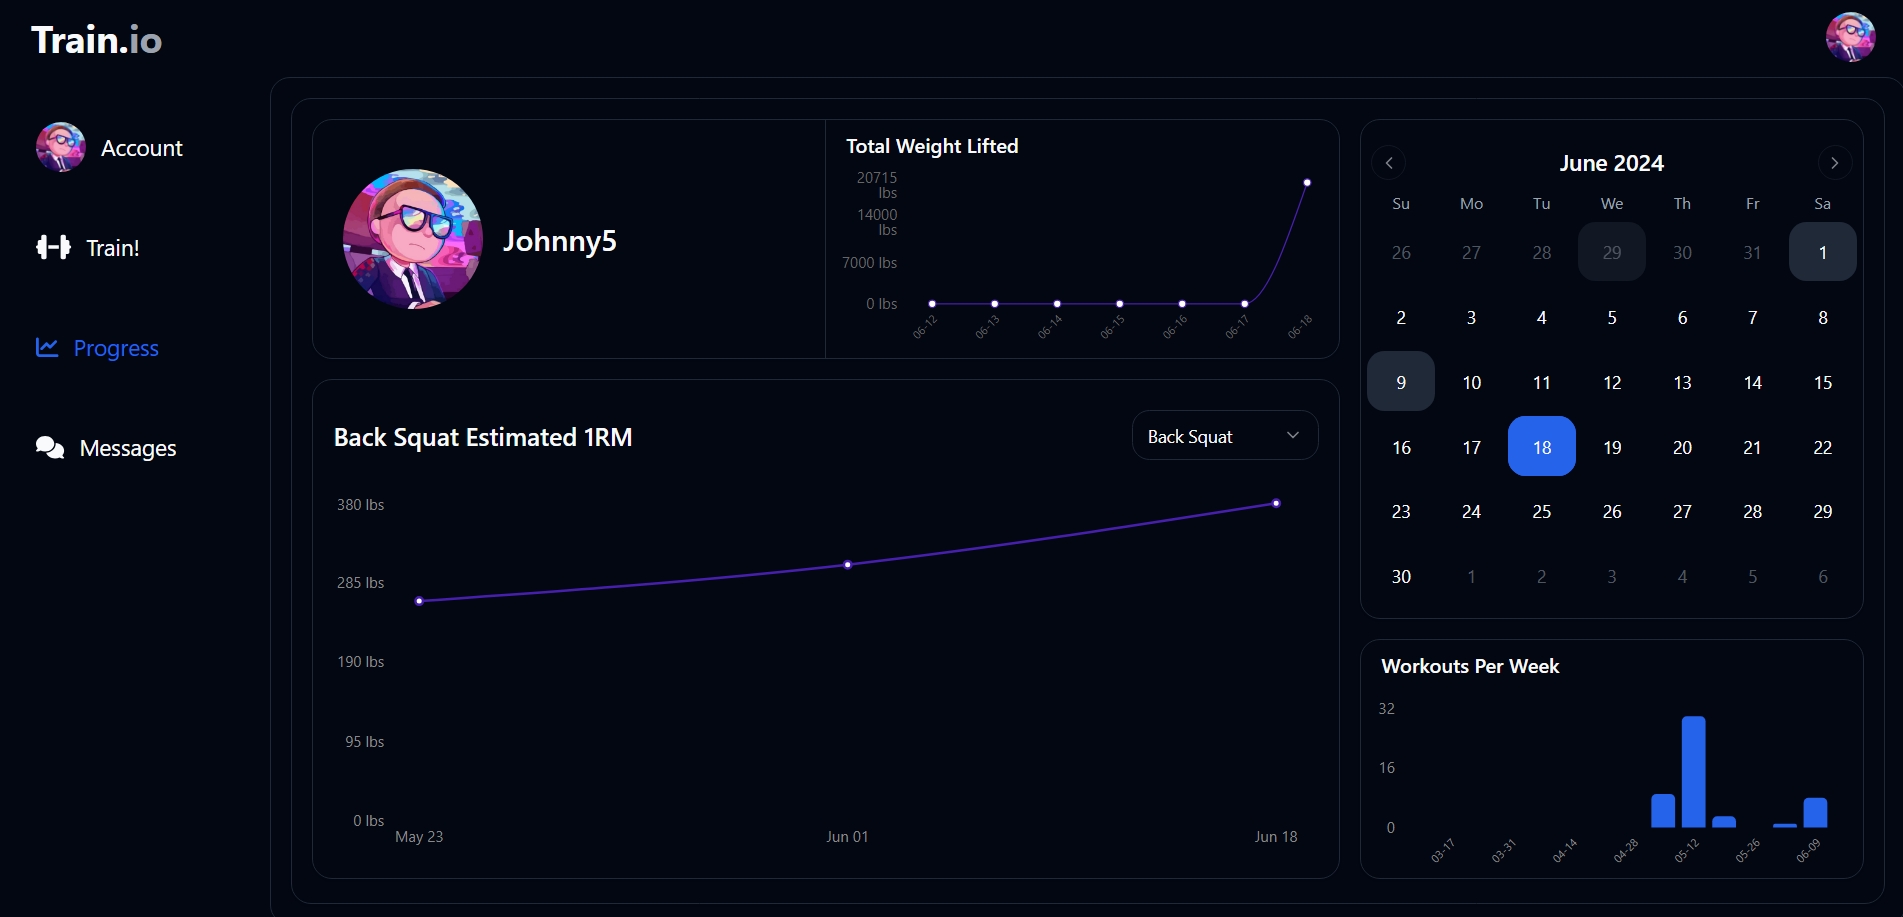 Train.io
Account
Train!
Progress
Messages
Johnny5
Total Weight Lifted
20715
lbs
14000
lbs
7000 lbs
0 lbs
06-12 06-13 06-14 06-15 06-16 06-17 06-18
Back Squat Estimated 1RM
Back Squat
380 lbs
285 lbs
190 lbs
95 lbs
0 lbs
May 23 Jun 01 Jun 18
June 2024
Su Mo Tu We Th Fr Sa
26 27 28 29 30 31 1
2 3 4 5 6 7 8
9 10 11 12 13 14 15
16 17 18 19 20 21 22
23 24 25 26 27 28 29
30 1 2 3 4 5 6
Workouts Per Week
32
16
0
03-17 03-31 04-14 04-28 05-12 05-26 06-09